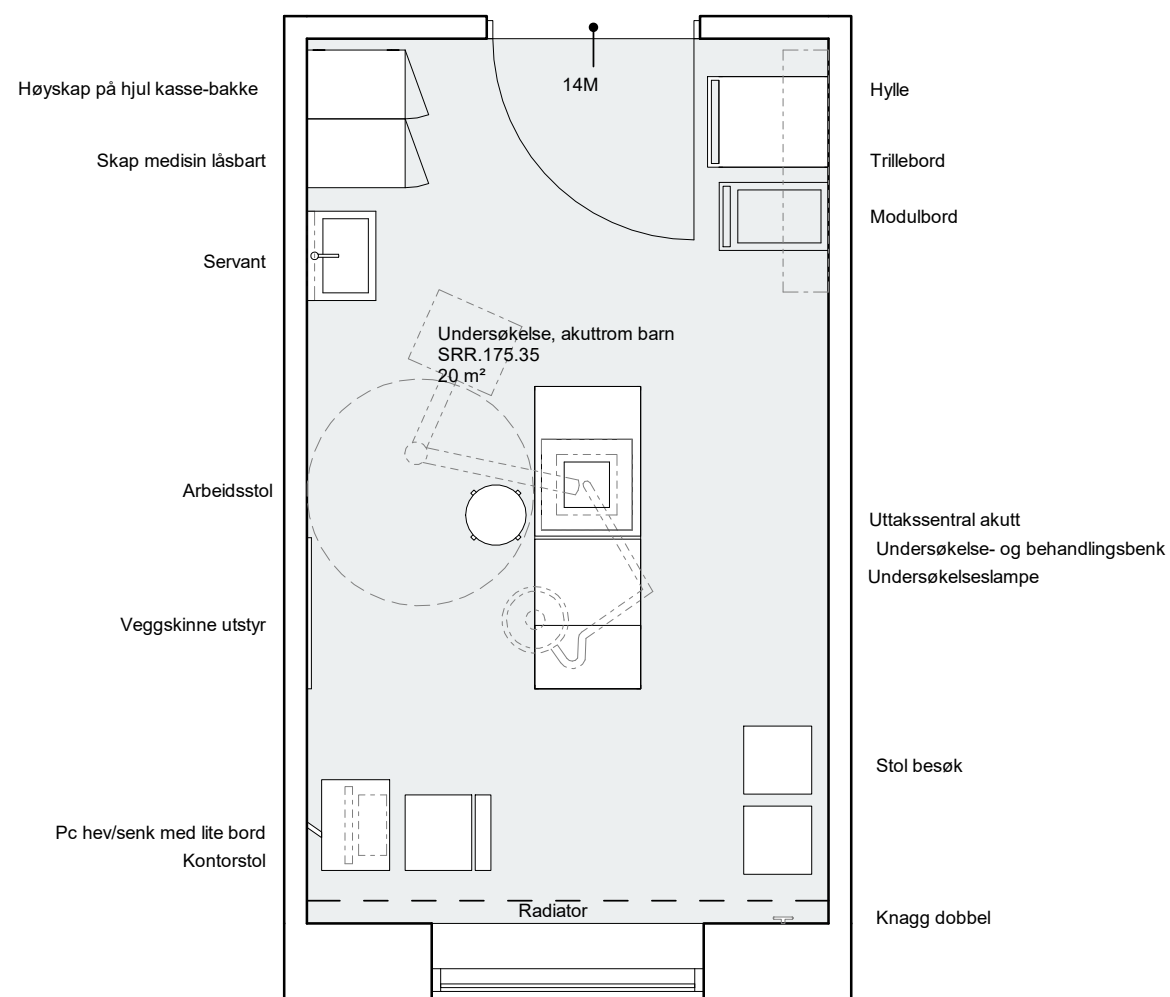 14M
Høyskap på hjul kasse-bakke
Hylle
Skap medisin låsbart
Trillebord
Modulbord
Servant
Undersøkelse, akuttrom barn
SRR.175.35
20 m²
Arbeidsstol
Uttakssentral akutt
Undersøkelse- og behandlingsbenk
Undersøkelseslampe
Veggskinne utstyr
Stol besøk
Pc hev/senk med lite bord
Kontorstol
Radiator
Knagg dobbel